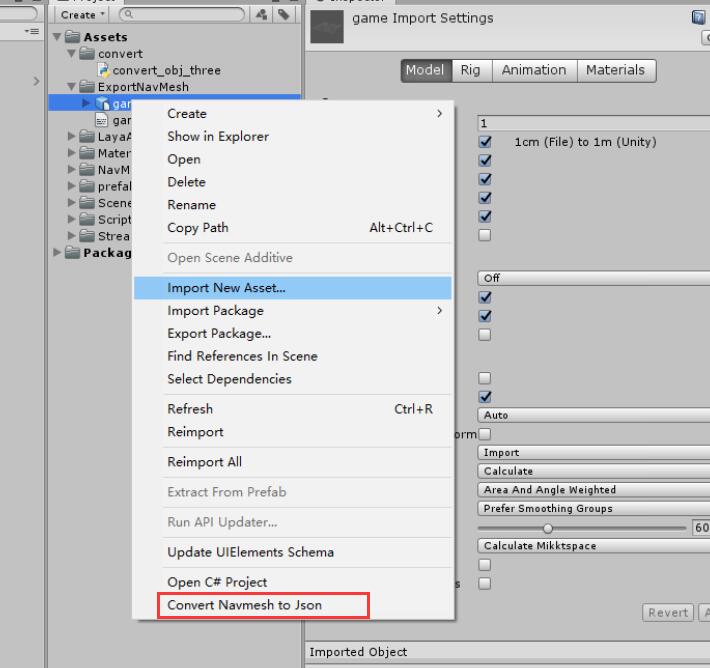 Create
Assets
convert
convert_obj_three
ExportNavMesh
Packag
game Import Settings
Model Rig Animation Materials
1
1cm (File) to 1m (Unity)
Create
Show in Explorer
Open
Delete
Rename
Copy Path Alt+Ctrl+C
Open Scene Additive
Import New Asset...
Import Package
Export Package...
Find References In Scene
Select Dependencies
Refresh Ctrl+R
Reimport
Reimport All
Extract From Prefab
Run API Updater...
Update UIElements Schema
Open C# Project
Convert Navmesh to Json
gam
LayaA
Mater
NavM
prefab
Scene
Script
Strea
Off
Auto
orm
Import
Calculate
Area And Angle Weighted
Prefer Smoothing Groups
60
Calculate Mikktspace
s
Revert
Imported Object